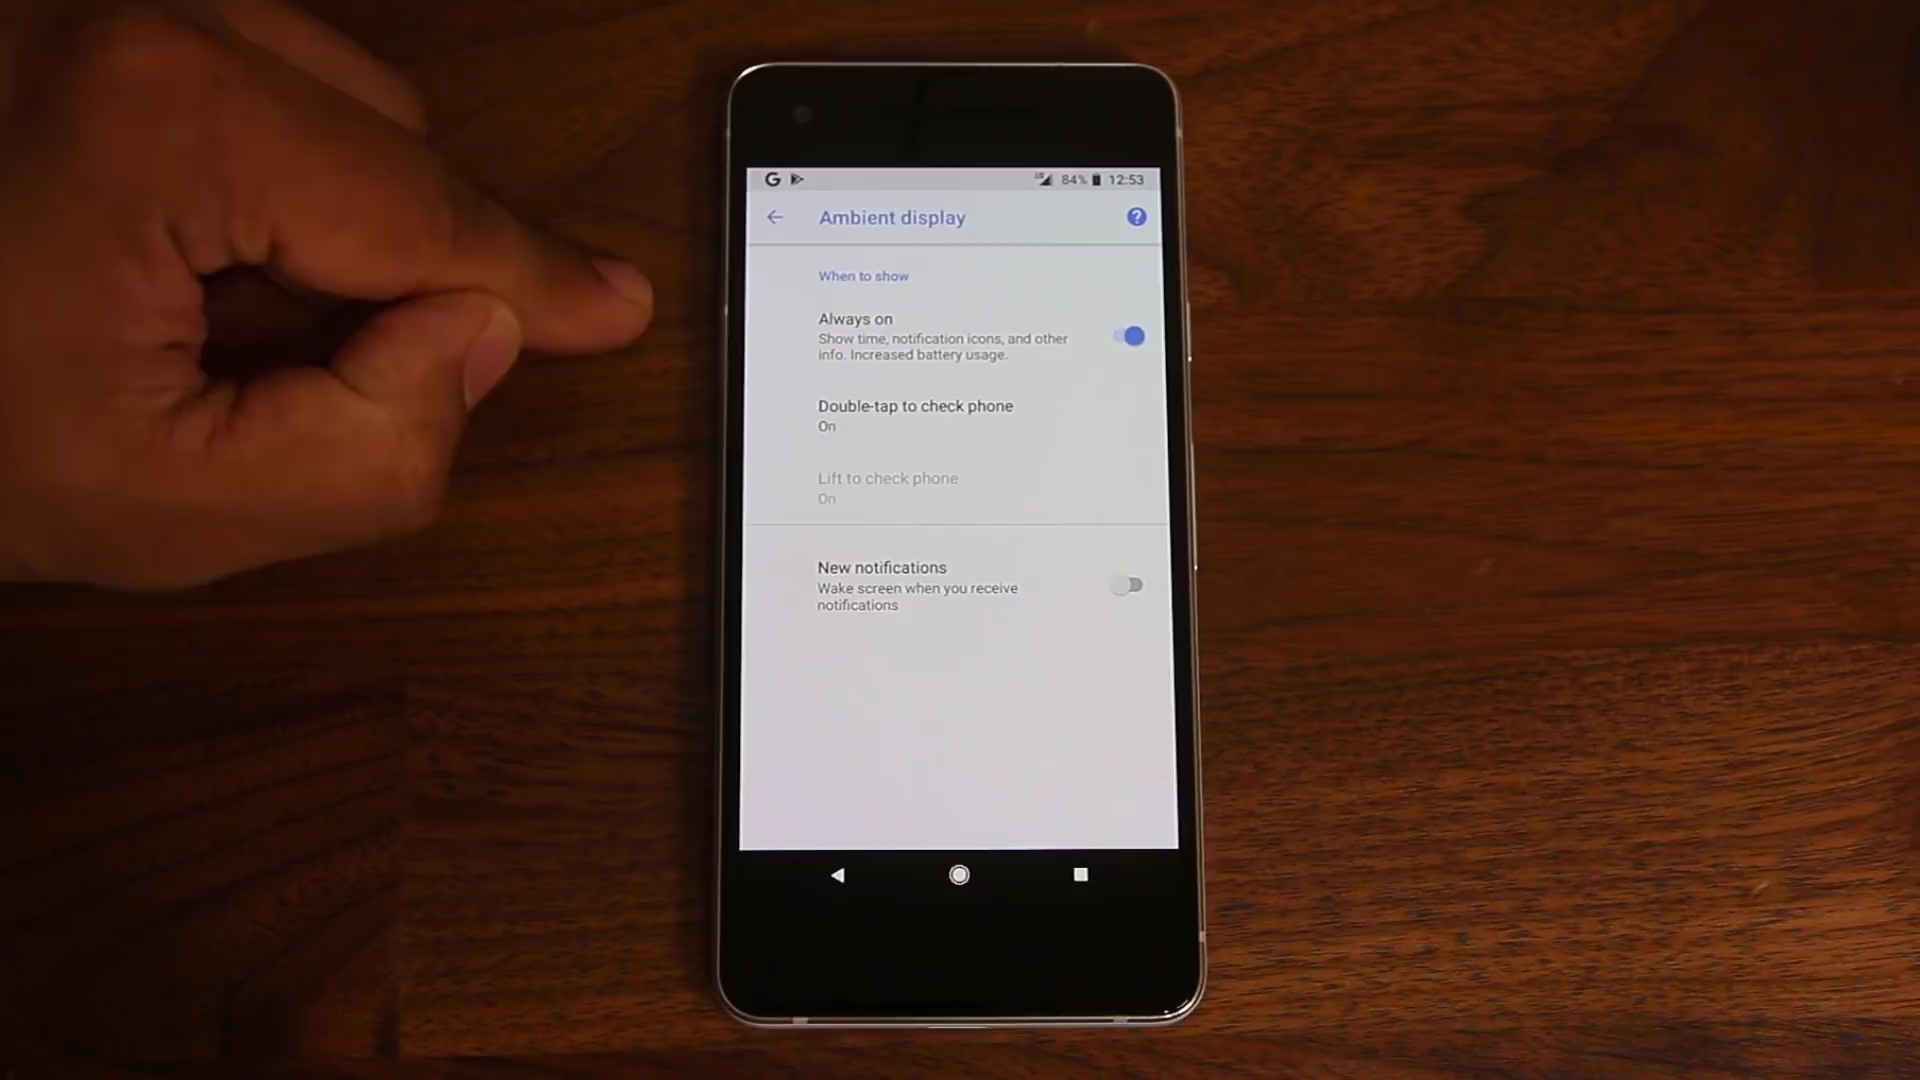 G 84% 12:53
Ambient display
When to show
Always on
Show time, notification icons, and other
info. Increased battery usage.
Double-tap to check phone
On
Lift to check phone
On
New notifications
Wake screen when you receive
notifications